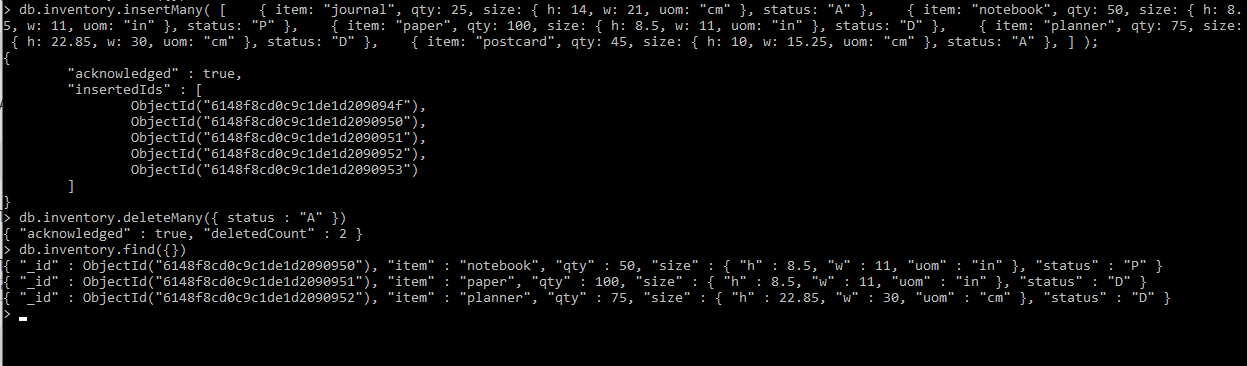 > db.inventory.insertMany( [    { item: "journal", qty: 25, size: { h: 14, w: 21, uom: "cm" }, status: "A" },    { item: "notebook", qty: 50, size: { h: 8.
5, w: 11, uom: "in" }, status: "P" },    { item: "paper", qty: 100, size: { h: 8.5, w: 11, uom: "in" }, status: "D" },    { item: "planner", qty: 75, size:
 { h: 22.85, w: 30, uom: "cm" }, status: "D" },    { item: "postcard", qty: 45, size: { h: 10, w: 15.25, uom: "cm" }, status: "A" }, ] );
{
        "acknowledged" : true,
        "insertedIds" : [
                ObjectId("6148f8cd0c9c1de1d209094f"),
                ObjectId("6148f8cd0c9c1de1d2090950"),
                ObjectId("6148f8cd0c9c1de1d2090951"),
                ObjectId("6148f8cd0c9c1de1d2090952"),
                ObjectId("6148f8cd0c9c1de1d2090953")
        ]
}
> db.inventory.deleteMany({ status : "A" })
{ "acknowledged" : true, "deletedCount" : 2 }
> db.inventory.find({})
{ "_id" : ObjectId("6148f8cd0c9c1de1d2090950"), "item" : "notebook", "qty" : 50, "size" : { "h" : 8.5, "w" : 11, "uom" : "in" }, "status" : "P" }
{ "_id" : ObjectId("6148f8cd0c9c1de1d2090951"), "item" : "paper", "qty" : 100, "size" : { "h" : 8.5, "w" : 11, "uom" : "in" }, "status" : "D" }
{ "_id" : ObjectId("6148f8cd0c9c1de1d2090952"), "item" : "planner", "qty" : 75, "size" : { "h" : 22.85, "w" : 30, "uom" : "cm" }, "status" : "D" }
>